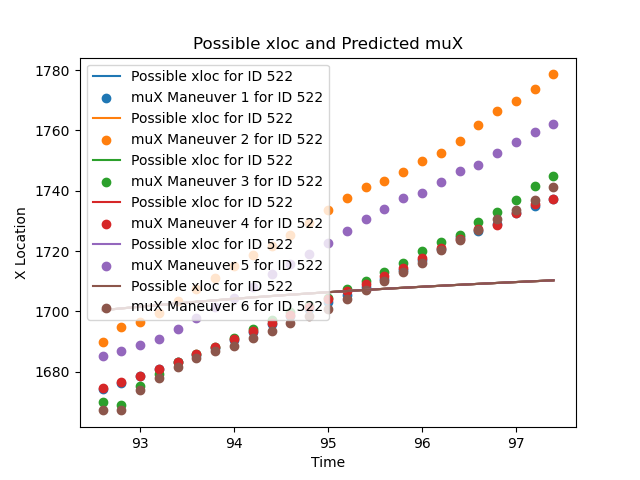 Possible xloc and Predicted muX
1780
1760
1740
1720
1700
1680
X Location
Possible xloc for ID 522
muX Maneuver 1 for ID 522
Possible xloc for ID 522
muX Maneuver 2 for ID 522
Possible xloc for ID 522
muX Maneuver 3 for ID 522
Possible xloc for ID 522
muX Maneuver 4 for ID 522
Possible xloc for ID 522
muX Maneuver 5 for ID 522
Possible xloc for ID 522
muX Maneuver 6 for ID 522
93 94 95 96 97
Time